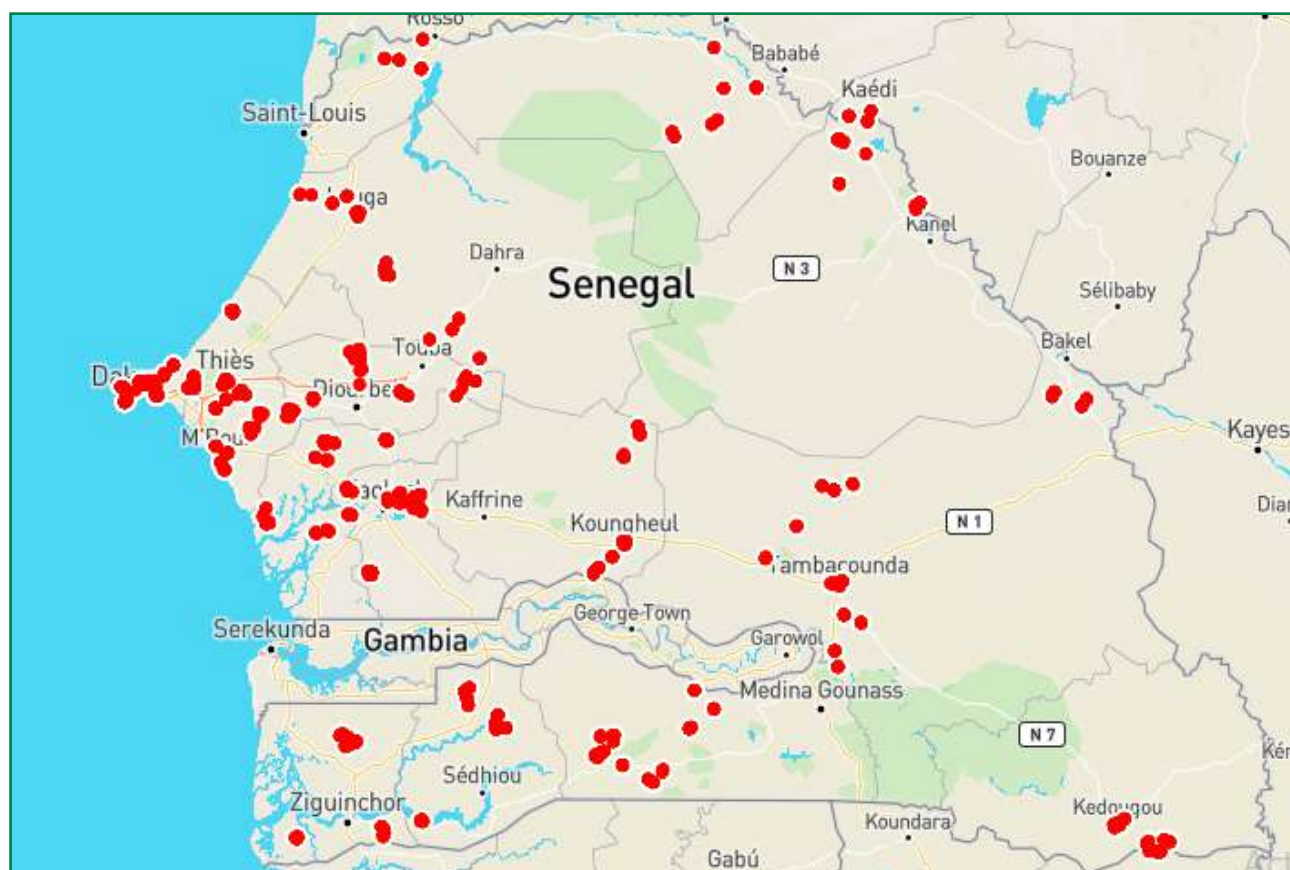 Rosso
Bababé
Kaédi
Saint-Louis
Bouanze
Kanel
Dahra
Senegal
N 3
Sélibaby
Bakel
Thiès
Touba
Kayes
Kaffrine
Koungheul
N 1
Tambacounda
George-Town
Serekunda
Gambia
Garowol
Medina Gounass
N 7
Sédhiou
Ziguinchor
Kedougou
Koundara
Gabú